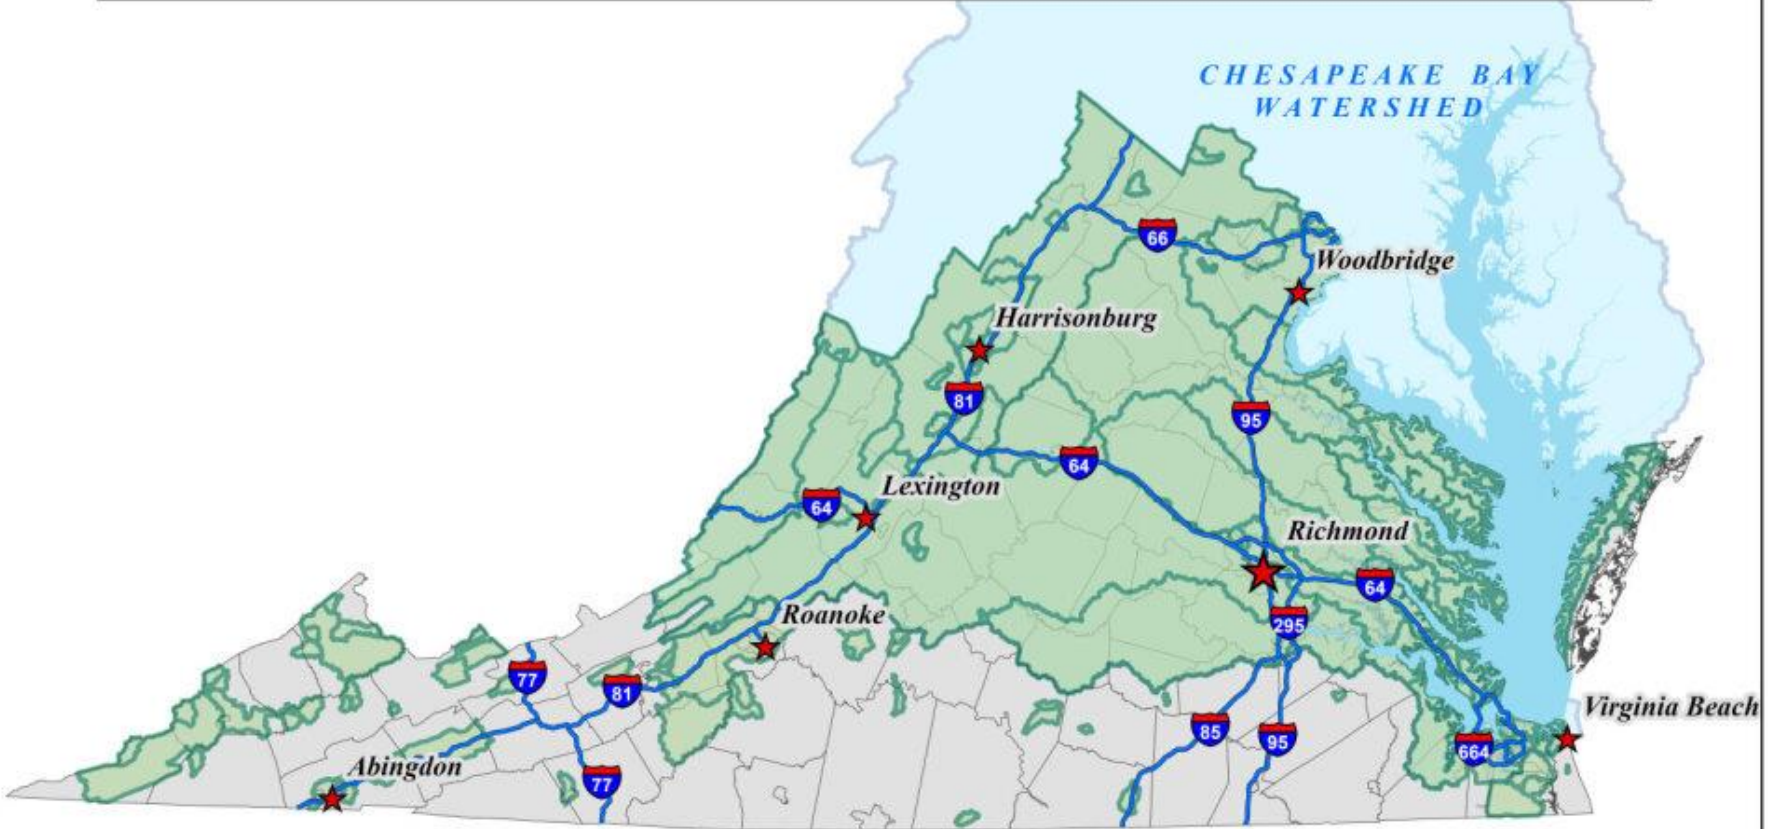 CHESAPEAKE BAY
WATERSHED
66
Woodbridge
Harrisonburg
81
95
64
Lexington
64
Richmond
64
Roanoke
295
77
81
Virginia Beach
85
95
664
Abingdon
77